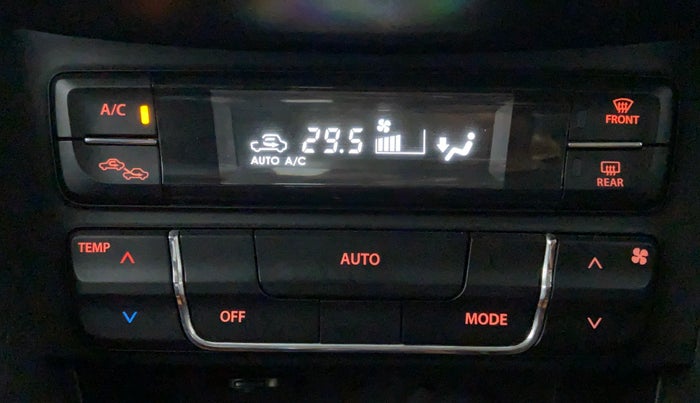 A/C
29.5
AUTO A/C
FRONT
REAR
TEMP
AUTO
OFF
MODE